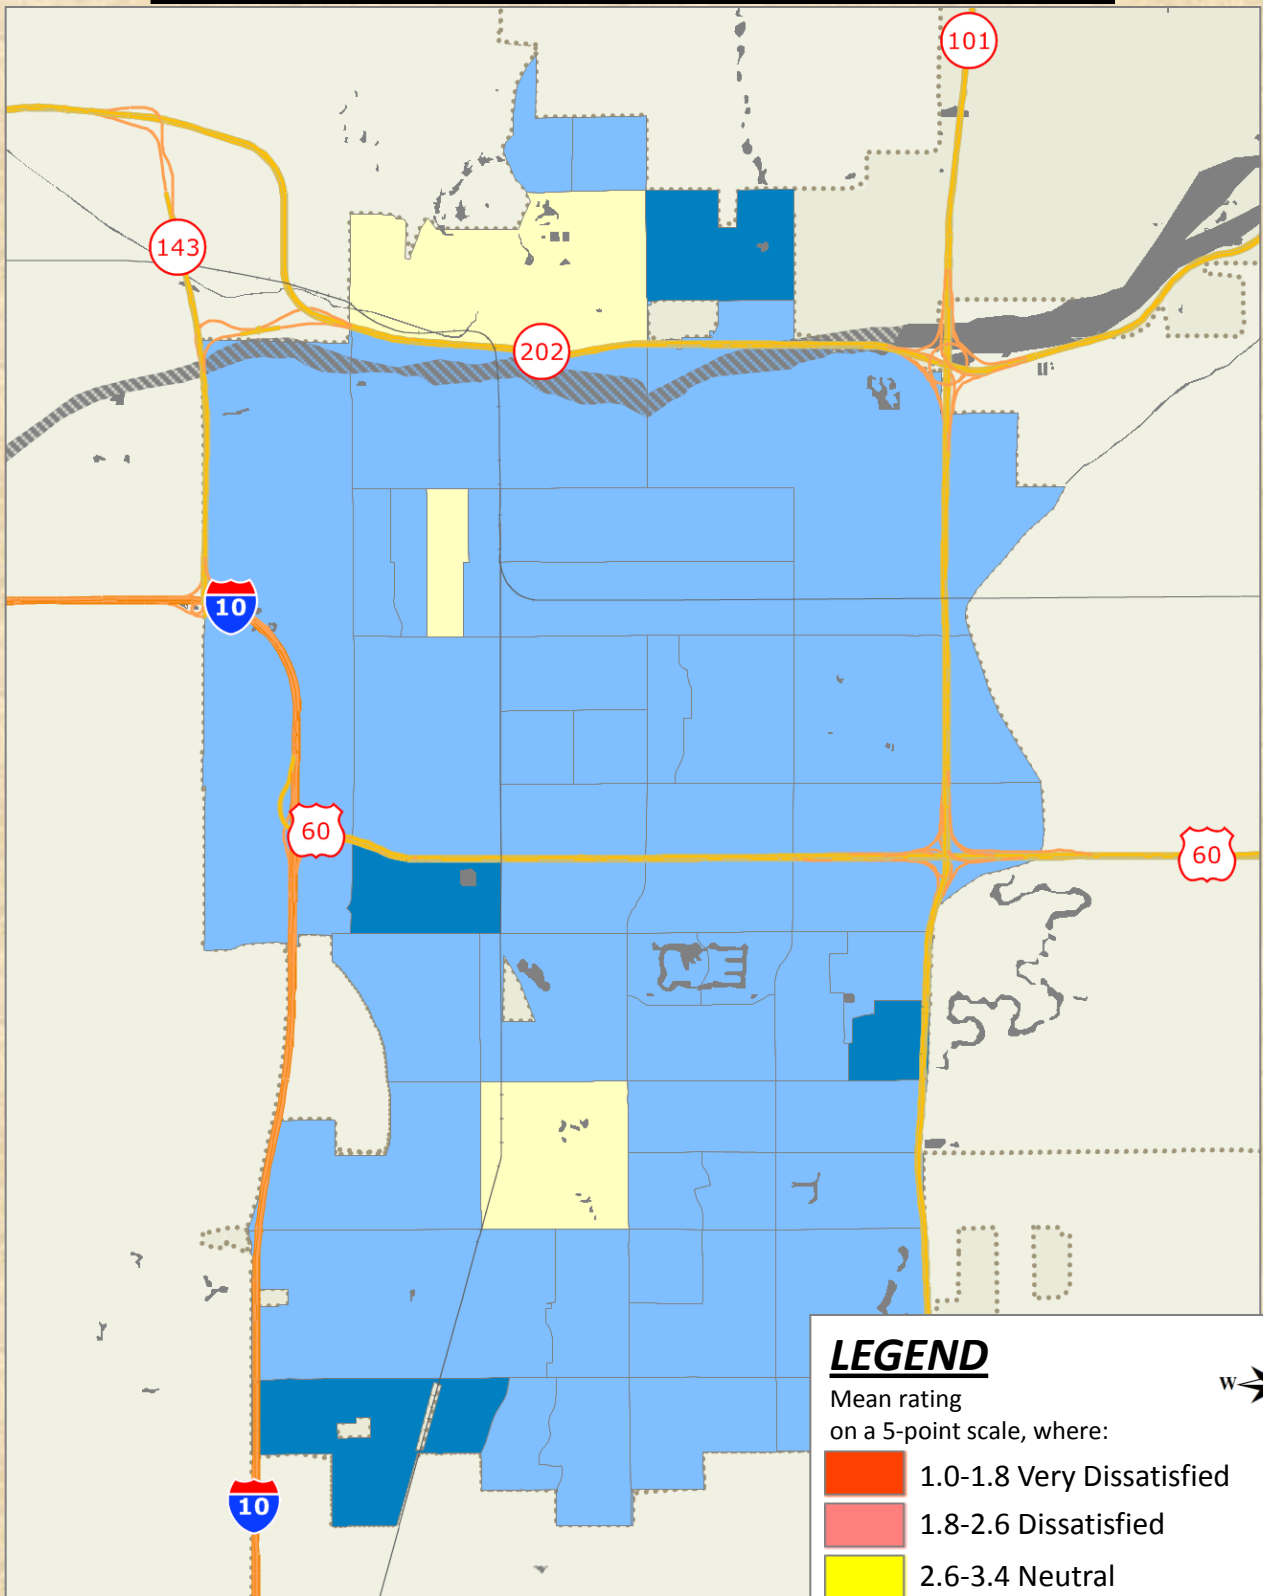 101
143
202
10
60
60
10
LEGEND
Mean rating
on a 5-point scale, where:
W
1.0-1.8 Very Dissatisfied
1.8-2.6 Dissatisfied
2.6-3.4 Neutral